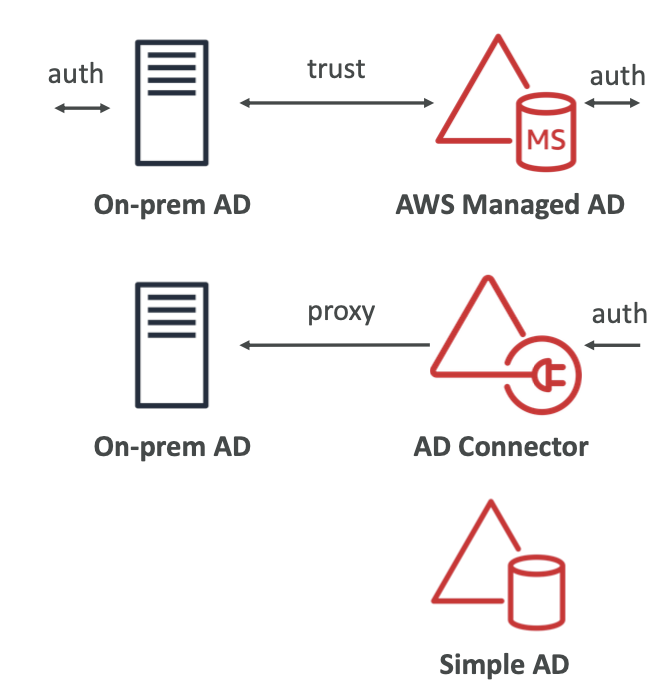 auth
trust
auth
MS
On-prem AD
AWS Managed AD
proxy
auth
On-prem AD
AD Connector
Simple AD